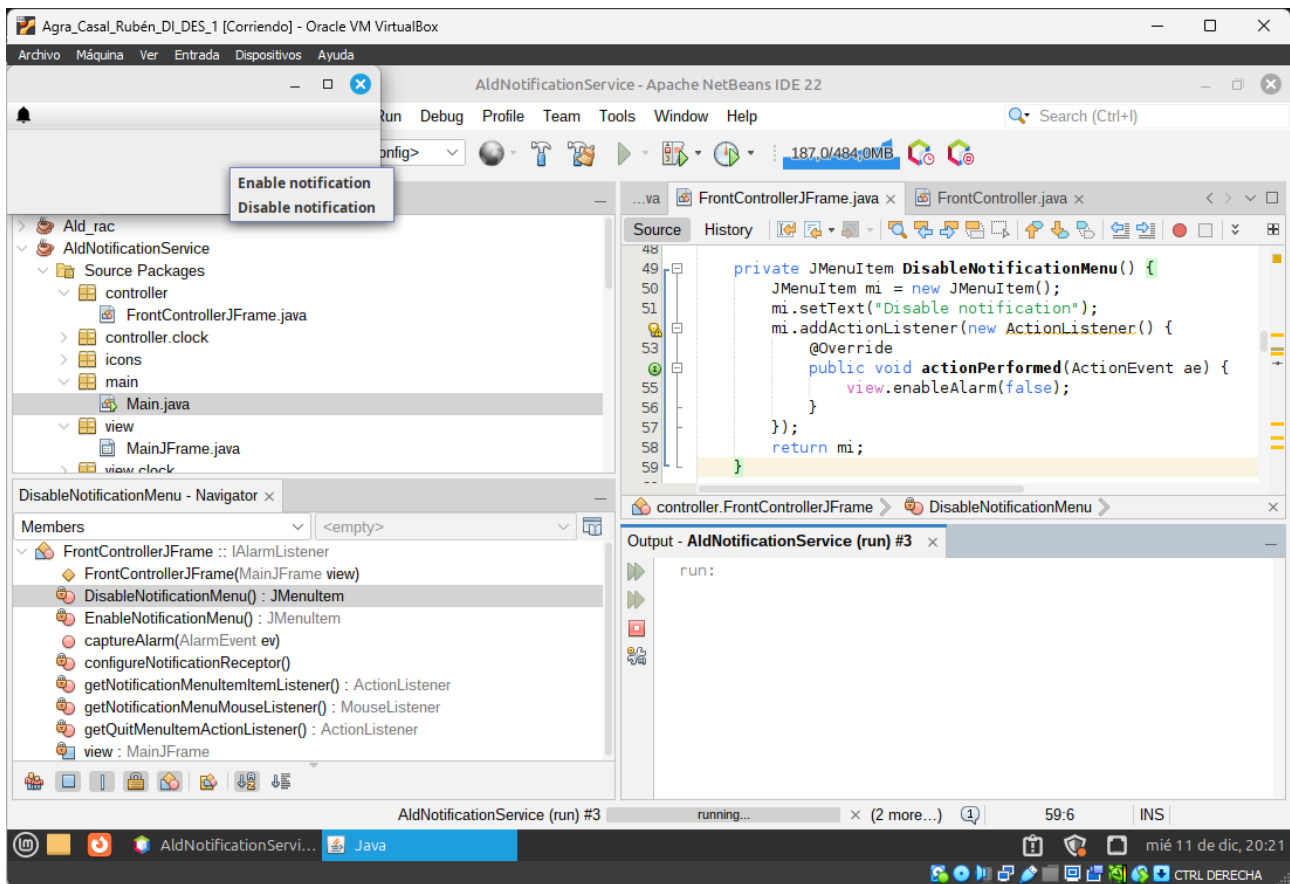 Agra_Casal_Rubén_DI_DES_1 [Corriendo] - Oracle VM VirtualBox
Archivo Máquina Ver Entrada Dispositivos Ayuda
AldNotificationService - Apache NetBeans IDE 22
Run Debug Profile Team Tools Window Help
Search (Ctrl+I)
onfig>
187,0/484,0MB
Enable notification
Disable notification
...va FrontControllerJFrame.java FrontController.java
Source History
Ald_rac
AldNotificationService
Source Packages
controller
FrontControllerJFrame.java
controller.clock
icons
main
Main.java
view
MainJFrame.java
view clock
48
49 private JMenuItem DisableNotificationMenu() {
50 JMenuItem mi = new JMenuItem();
51 mi.setText("Disable notification");
mi.addActionListener(new ActionListener() {
53 @Override
public void actionPerformed(ActionEvent ae) {
55 view.enableAlarm(false);
56 }
57 });
58 return mi;
59 }
controller.FrontControllerJFrame DisableNotificationMenu
DisableNotificationMenu - Navigator
Members <empty>
FrontControllerJFrame :: IAlarmListener
FrontControllerJFrame(MainJFrame view)
DisableNotificationMenu() : JMenuItem
EnableNotificationMenu() : JMenuItem
captureAlarm(AlarmEvent ev)
configureNotificationReceptor()
getNotificationMenuItemItemListener() : ActionListener
getNotificationMenuMouseListener() : MouseListener
getQuitMenuItemActionListener() : ActionListener
view : MainJFrame
Output - AldNotificationService (run) #3
run:
AldNotificationService (run) #3 running... (2 more...) 1 59:6 INS
AldNotificationServi... Java mié 11 de dic, 20:21
CTRL DERECHA